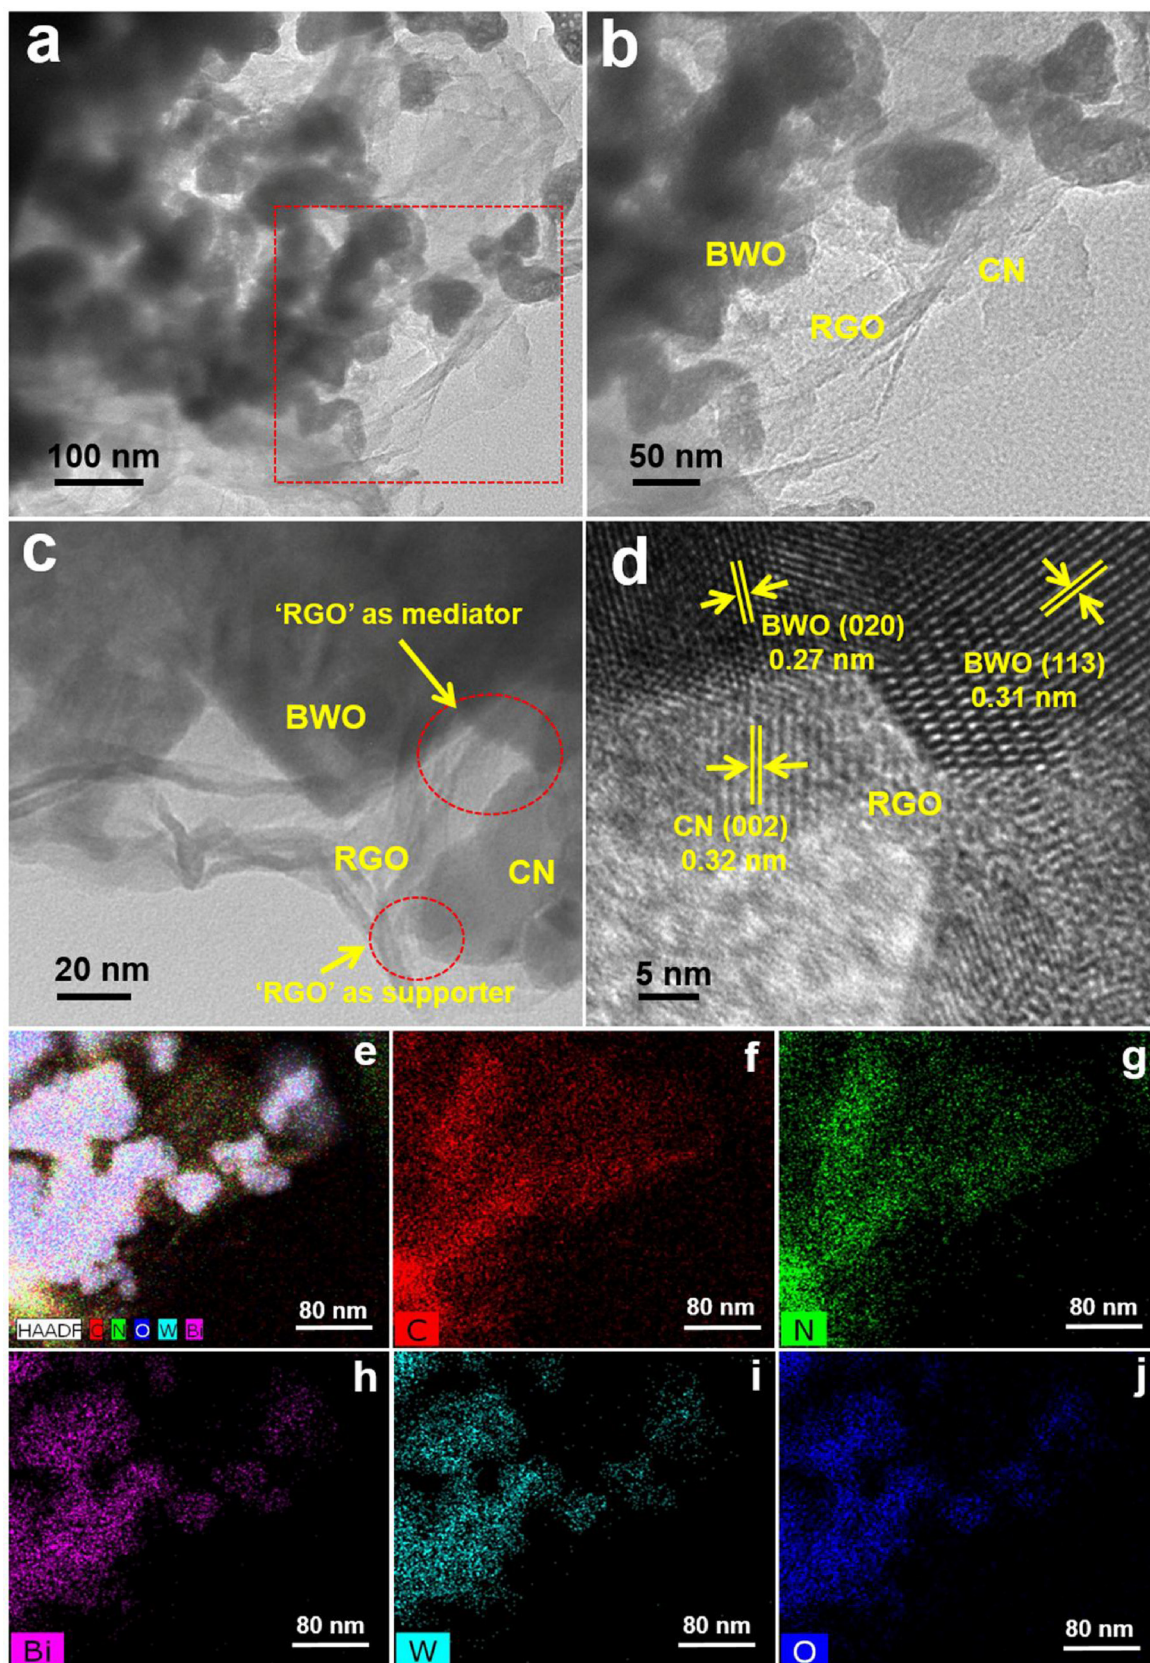 a
100 nm
b
BWO
CN
RGO
50 nm
c
‘RGO’ as mediator
BWO
RGO
CN
20 nm
‘RGO’ as supporter
d
BWO (020)
0.27 nm
BWO (113)
0.31 nm
CN (002)
0.32 nm
RGO
5 nm
e
80 nm
HAADF C N O W Bi
f
80 nm
C
g
80 nm
N
h
80 nm
Bi
i
80 nm
W
j
80 nm
O